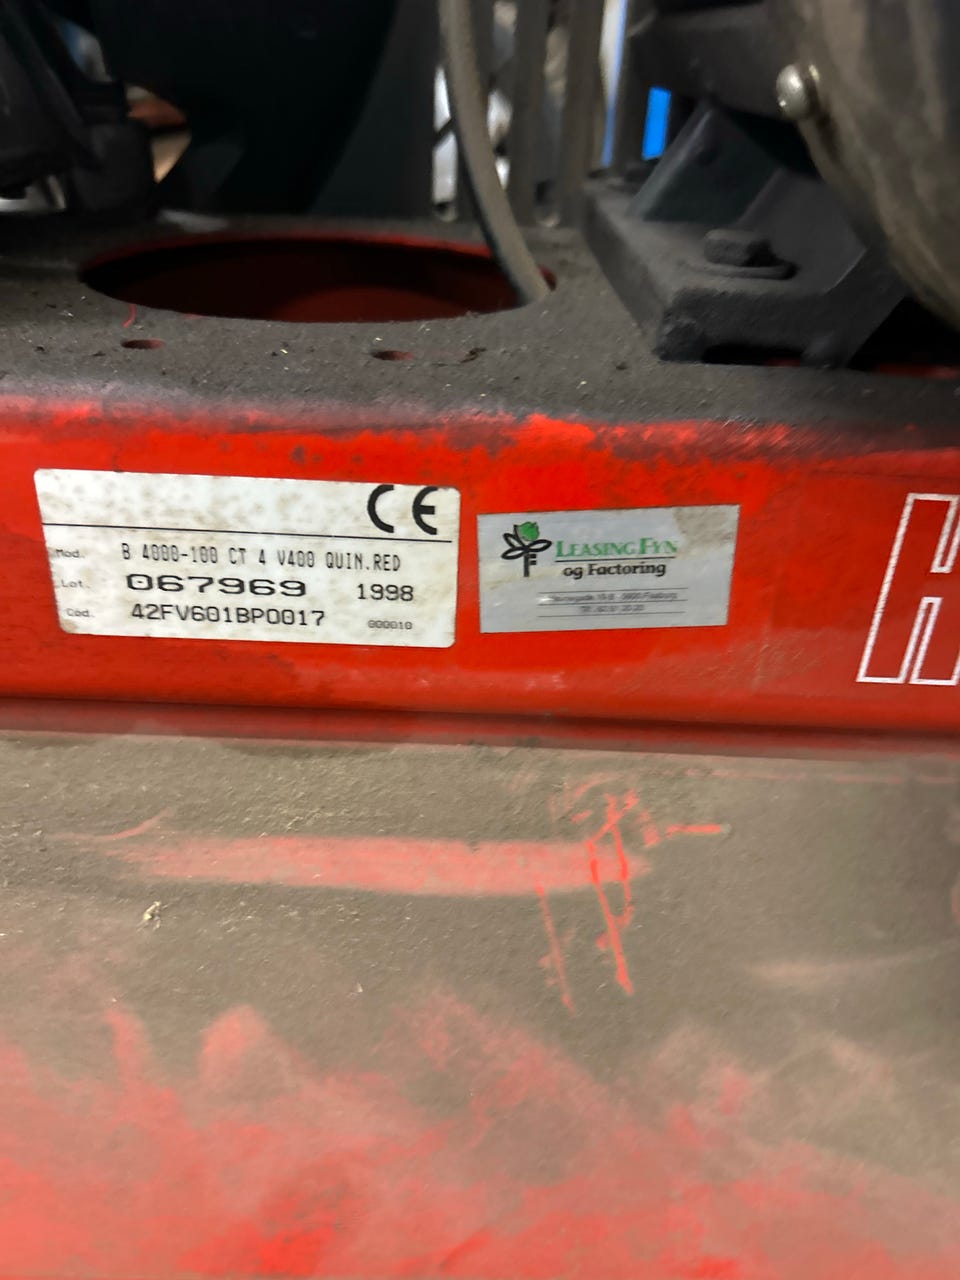 CE
Mod. B 4000-100 CT 4 V400 QUIN.RED
Lot. 067969 1998
Cod. 42FV601BP0017 000010
LEASING FYN
og Factoring
H